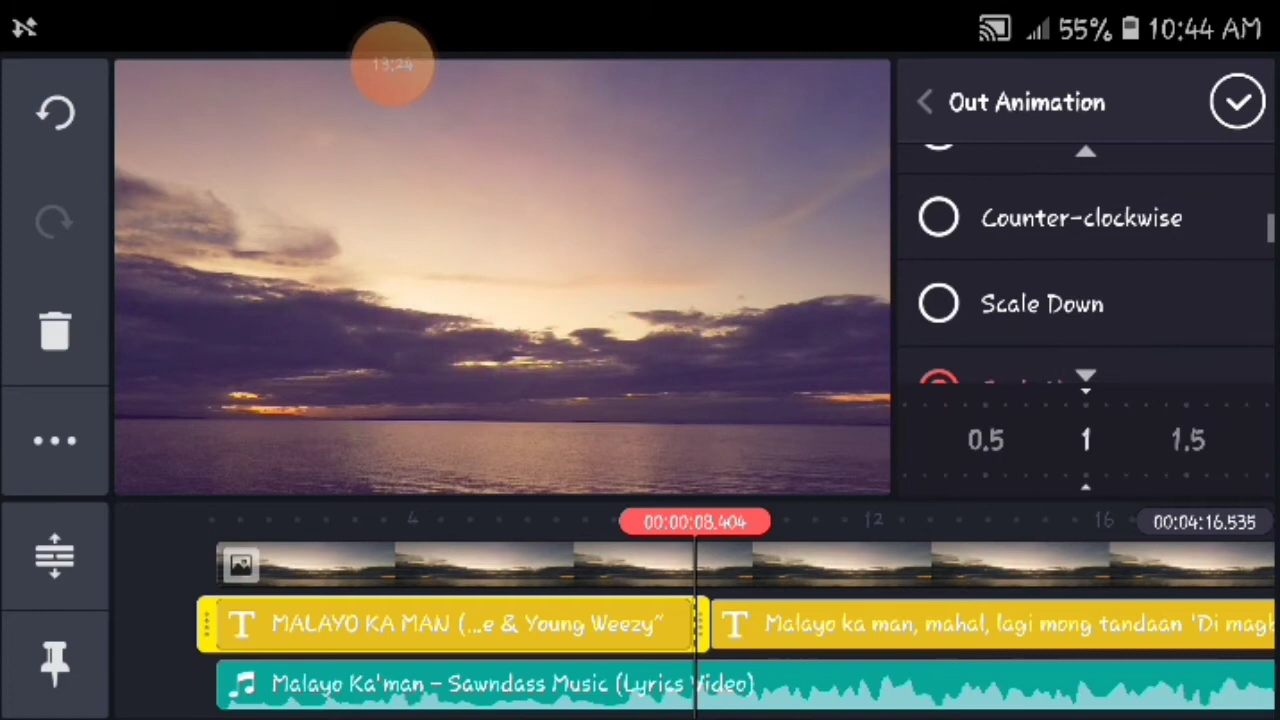 55% 10:44 AM
13:24
Out Animation
Counter-clockwise
Scale Down
0.5 1 1.5
4 00:00:08.404 12 16 00:04:16.535
T MALAYO KA MAN (...e & Young Weezy" T Malayo ka man, mahal, lagi mong tandaan 'Di mag
Malayo Ka'man - Sawndass Music (Lyrics Video)